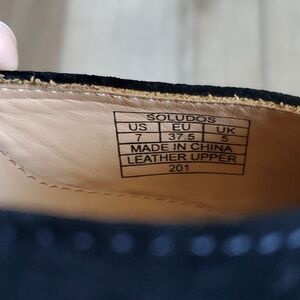 SOLUDOS
US EU UK
7 37.5 5
MADE IN CHINA
LEATHER UPPER
201